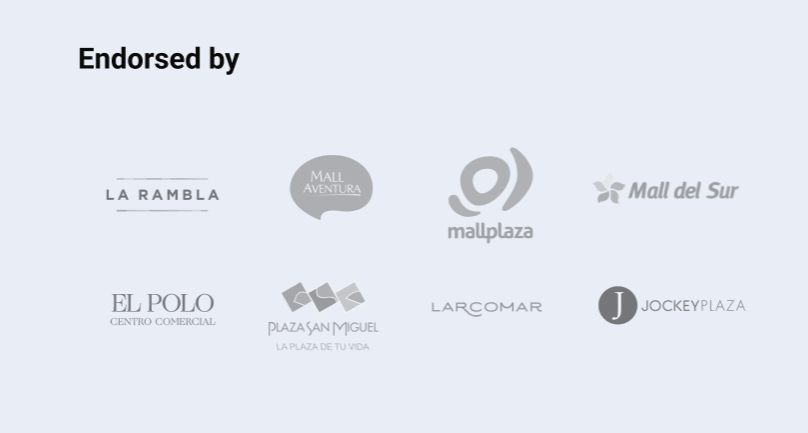 Endorsed by
LA RAMBLA
MALL
AVENTURA
mallplaza
Mall del Sur
EL POLO
CENTRO COMERCIAL
PLAZA SAN MIGUEL
LA PLAZA DE TU VIDA
LARCOMAR
J JOCKEYPLAZA